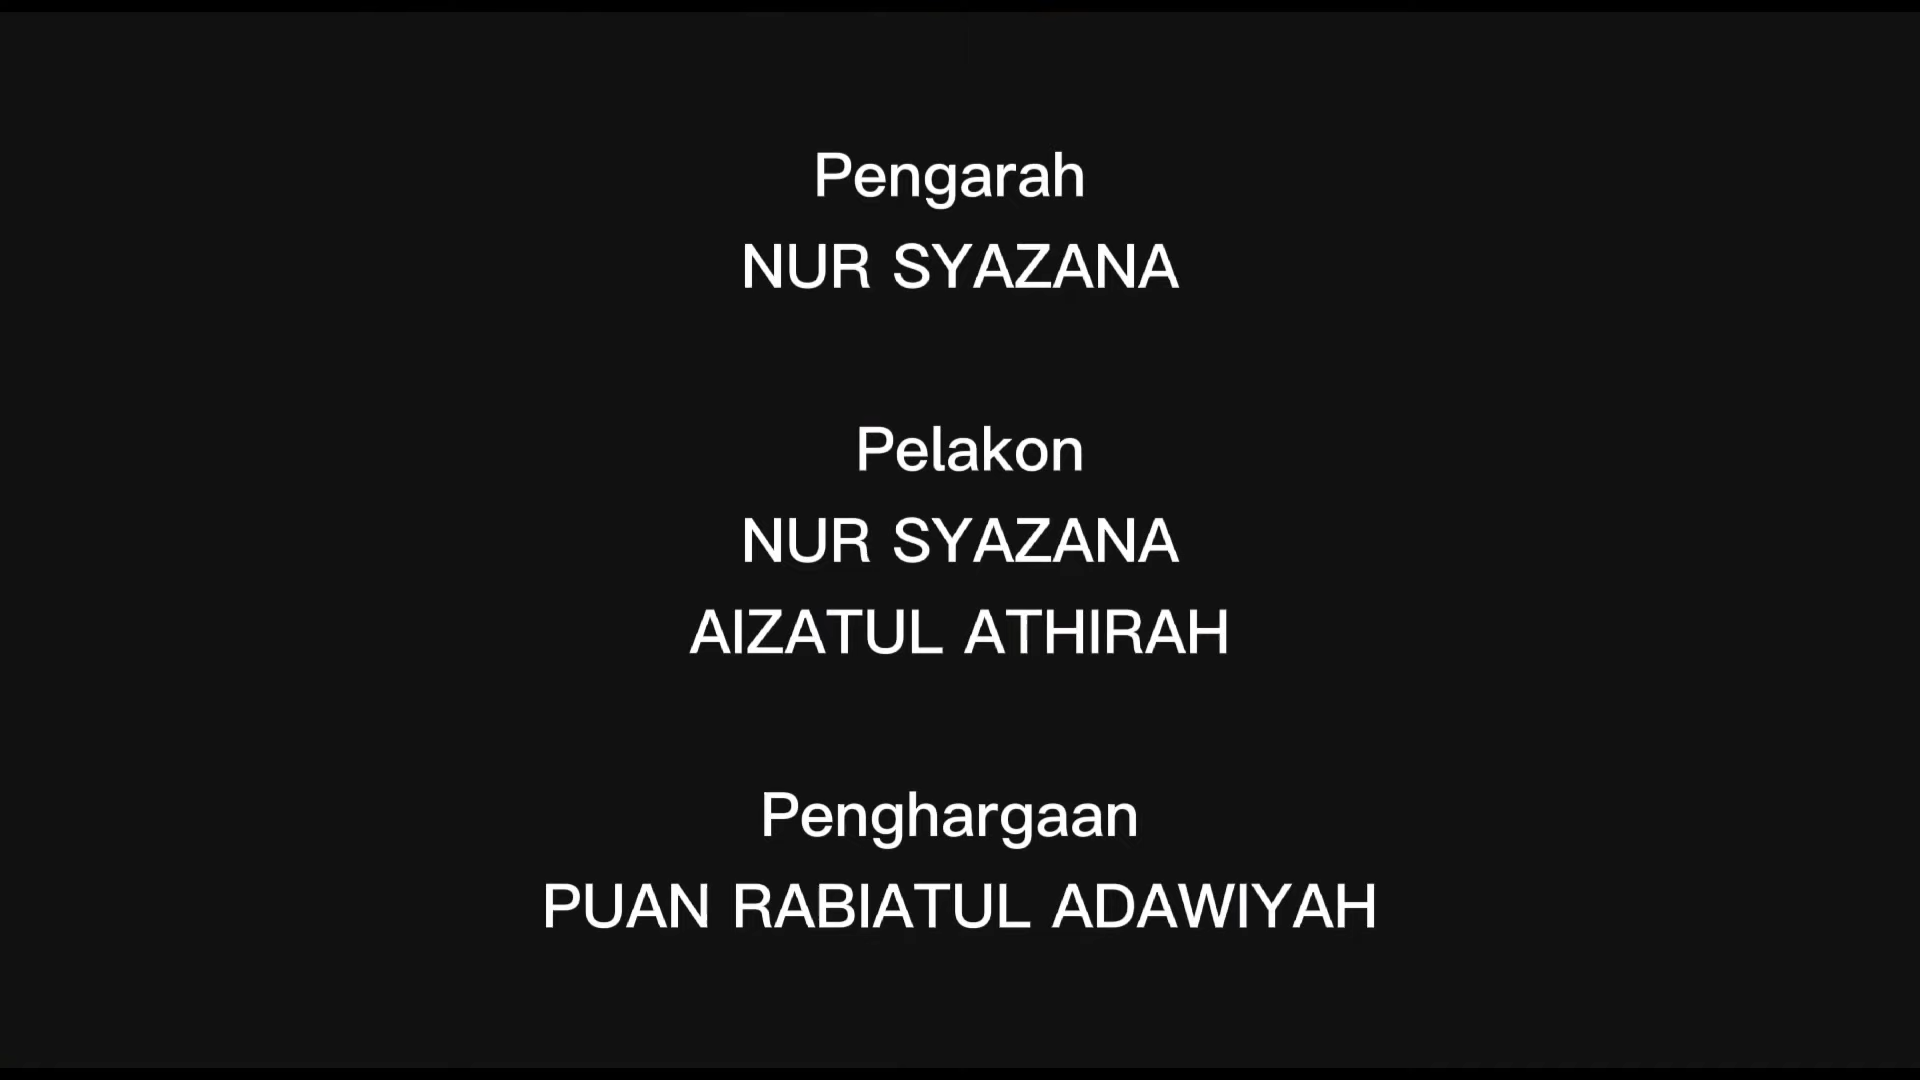 Pengarah
NUR SYAZANA
Pelakon
NUR SYAZANA
AIZATUL ATHIRAH
Penghargaan
PUAN RABIATUL ADAWIYAH